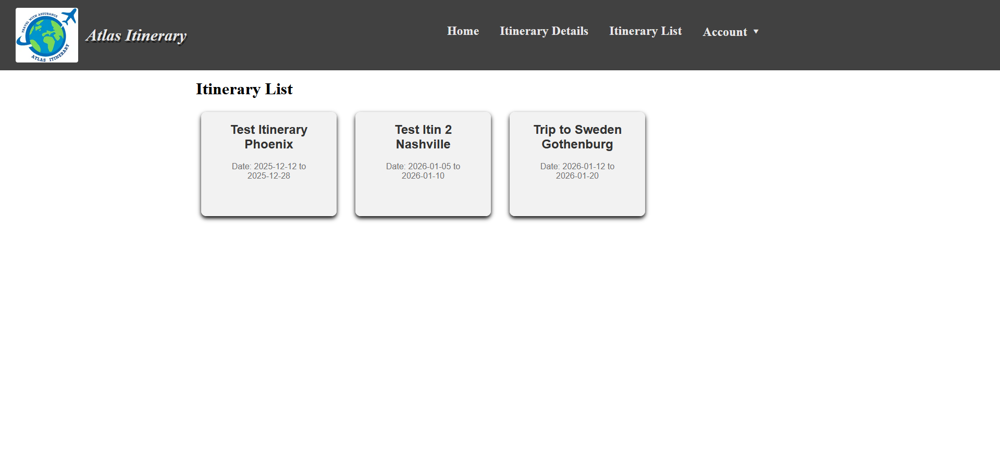 TRAVEL WITH ASSURANCE
ATLAS ITINERARY
Atlas Itinerary
Home
Itinerary Details
Itinerary List
Account ▼
Itinerary List
Test Itinerary
Phoenix
Date: 2025-12-12 to
2025-12-28
Test Itin 2
Nashville
Date: 2026-01-05 to
2026-01-10
Trip to Sweden
Gothenburg
Date: 2026-01-12 to
2026-01-20